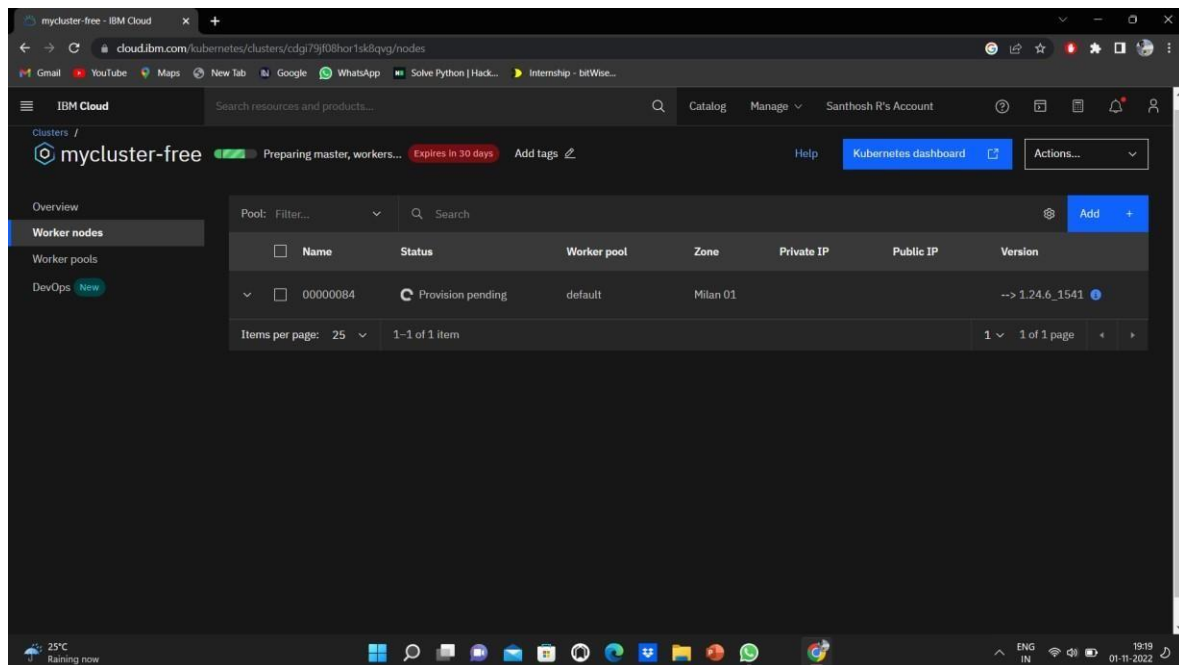 mycluster-free - IBM Cloud
cloud.ibm.com/kubernetes/clusters/cdgi79jf08hor1sk8qvg/nodes
Gmail YouTube Maps New Tab Google WhatsApp Solve Python | Hack... Internship - bitWise...
IBM Cloud Search resources and products... Catalog Manage Santhosh R's Account
Clusters /
mycluster-free Preparing master, workers... Expires in 30 days Add tags Help Kubernetes dashboard Actions...
Overview
Pool: Filter... Search Add +
Worker nodes
Name Status Worker pool Zone Private IP Public IP Version
Worker pools
DevOps New
00000084 Provision pending default Milan 01 --> 1.24.6_1541
Items per page: 25 1–1 of 1 item 1 1 of 1 page
25°C
Raining now
ENG
IN
19:19
01-11-2022